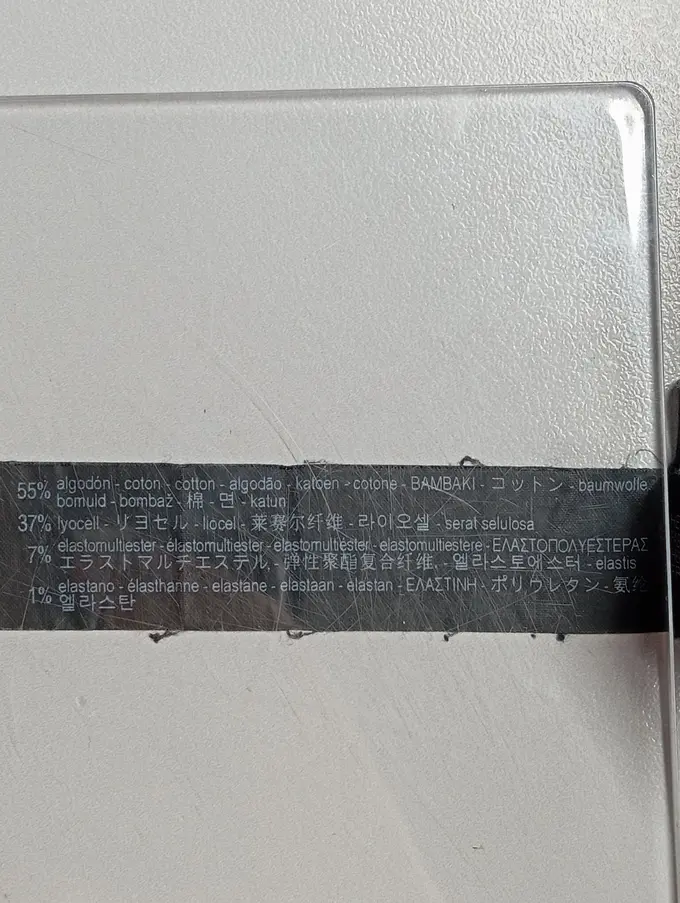 55% algodón - coton - cotton - algodão - katoen - cotone - BAMBAKI - コットン - baumwolle
bomuld - bombaž - 棉 - 면 - katun
37% lyocell - リヨセル - liocel - 莱赛尔纤维 - 라이오셀 - serat selulosa
7% elastomultiester - élastomultiester - elastomultiéster - elastomultiestere - ΕΛΑΣΤΟΠΟΛΥΕΣΤΕΡΑΣ
エラストマルチエステル - 弹性聚酯复合纤维 - 엘라스토에스터 - elastis
1% elastano - élasthanne - elastane - elastaan - elastan - ΕΛΑΣΤΙΝΗ - ポリウレタン - 氨纶
엘라스탄